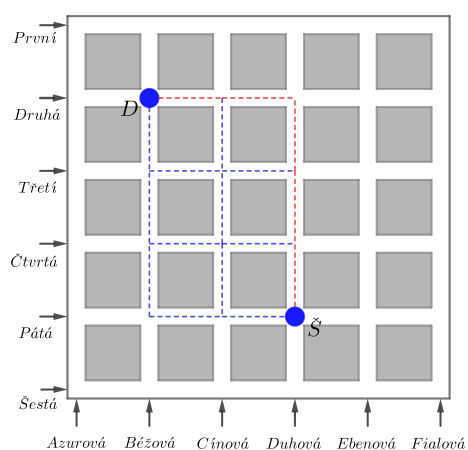 První
Druhá
D
Třetí
Čtvrtá
Pátá
Š
Šestá
Azurová Béžová Cínová Duhová Ebenová Fialová